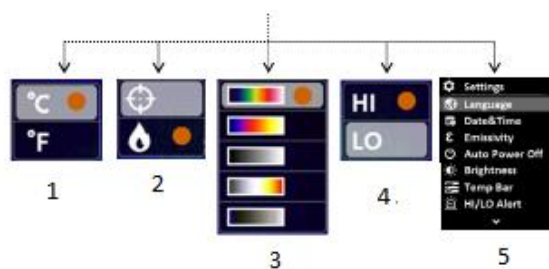 °C
°F
HI
LO
Settings
Language
Date&Time
Emissivity
Auto Power Off
Brightness
Temp Bar
HI/LO Alert
1
2
3
4 .
5